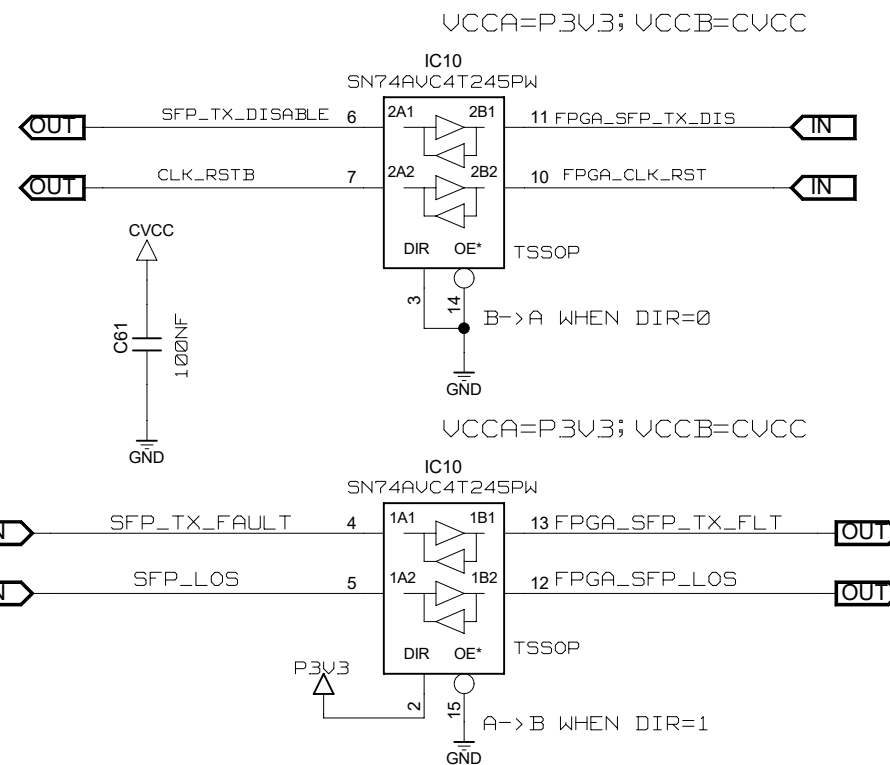 VCCA=P3V3; VCCB=CVCC
IC10
SN74AVC4T245PW
OUT SFP_TX_DISABLE 6 2A1 2B1 11 FPGA_SFP_TX_DIS IN
OUT CLK_RSTB 7 2A2 2B2 10 FPGA_CLK_RST IN
CVCC
DIR OE* TSSOP
3 14 B->A WHEN DIR=0
C61 100NF
GND
GND
VCCA=P3V3; VCCB=CVCC
IC10
SN74AVC4T245PW
SFP_TX_FAULT 4 1A1 1B1 13 FPGA_SFP_TX_FLT OUT
SFP_LOS 5 1A2 1B2 12 FPGA_SFP_LOS OUT
DIR OE* TSSOP
P3V3
2 15 A->B WHEN DIR=1
GND